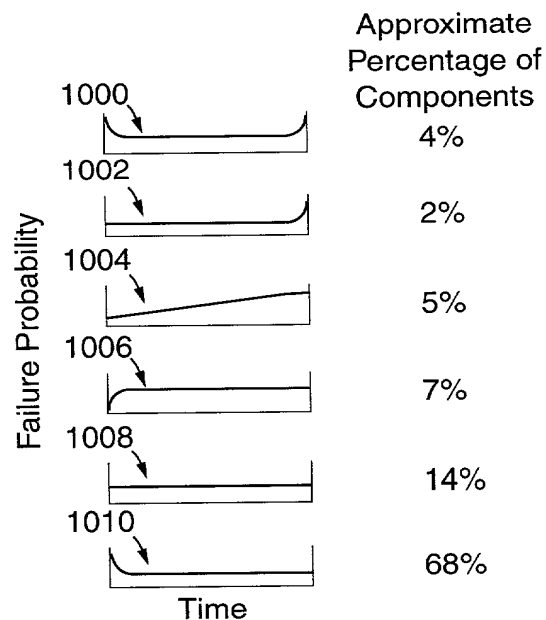 Approximate
Percentage of
Components
1000
4%
1002
2%
1004
5%
1006
7%
1008
14%
1010
68%
Failure Probability
Time